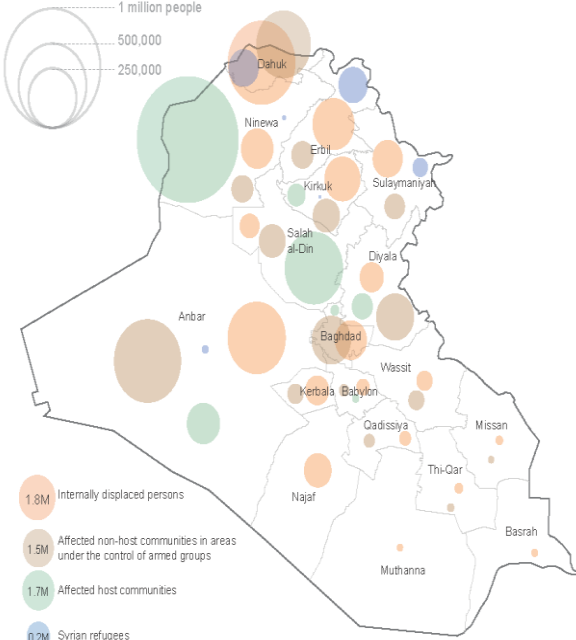 1 million people
500,000
250,000
Dahuk
Ninewa
Erbil
Kirkuk
Sulaymaniyah
Salah
al-Din
Diyala
Anbar
Baghdad
Wassit
Kerbala
Babylon
Qadissiya
Missan
Thi-Qar
Najaf
Basrah
Muthanna
1.8M Internally displaced persons
1.5M Affected non-host communities in areas
under the control of armed groups
1.7M Affected host communities
0.2M Syrian refugees